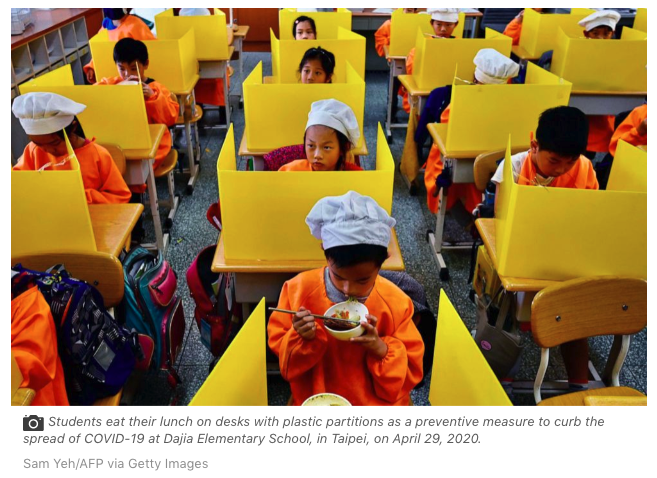 Students eat their lunch on desks with plastic partitions as a preventive measure to curb the
spread of COVID-19 at Dajia Elementary School, in Taipei, on April 29, 2020.
Sam Yeh/AFP via Getty Images